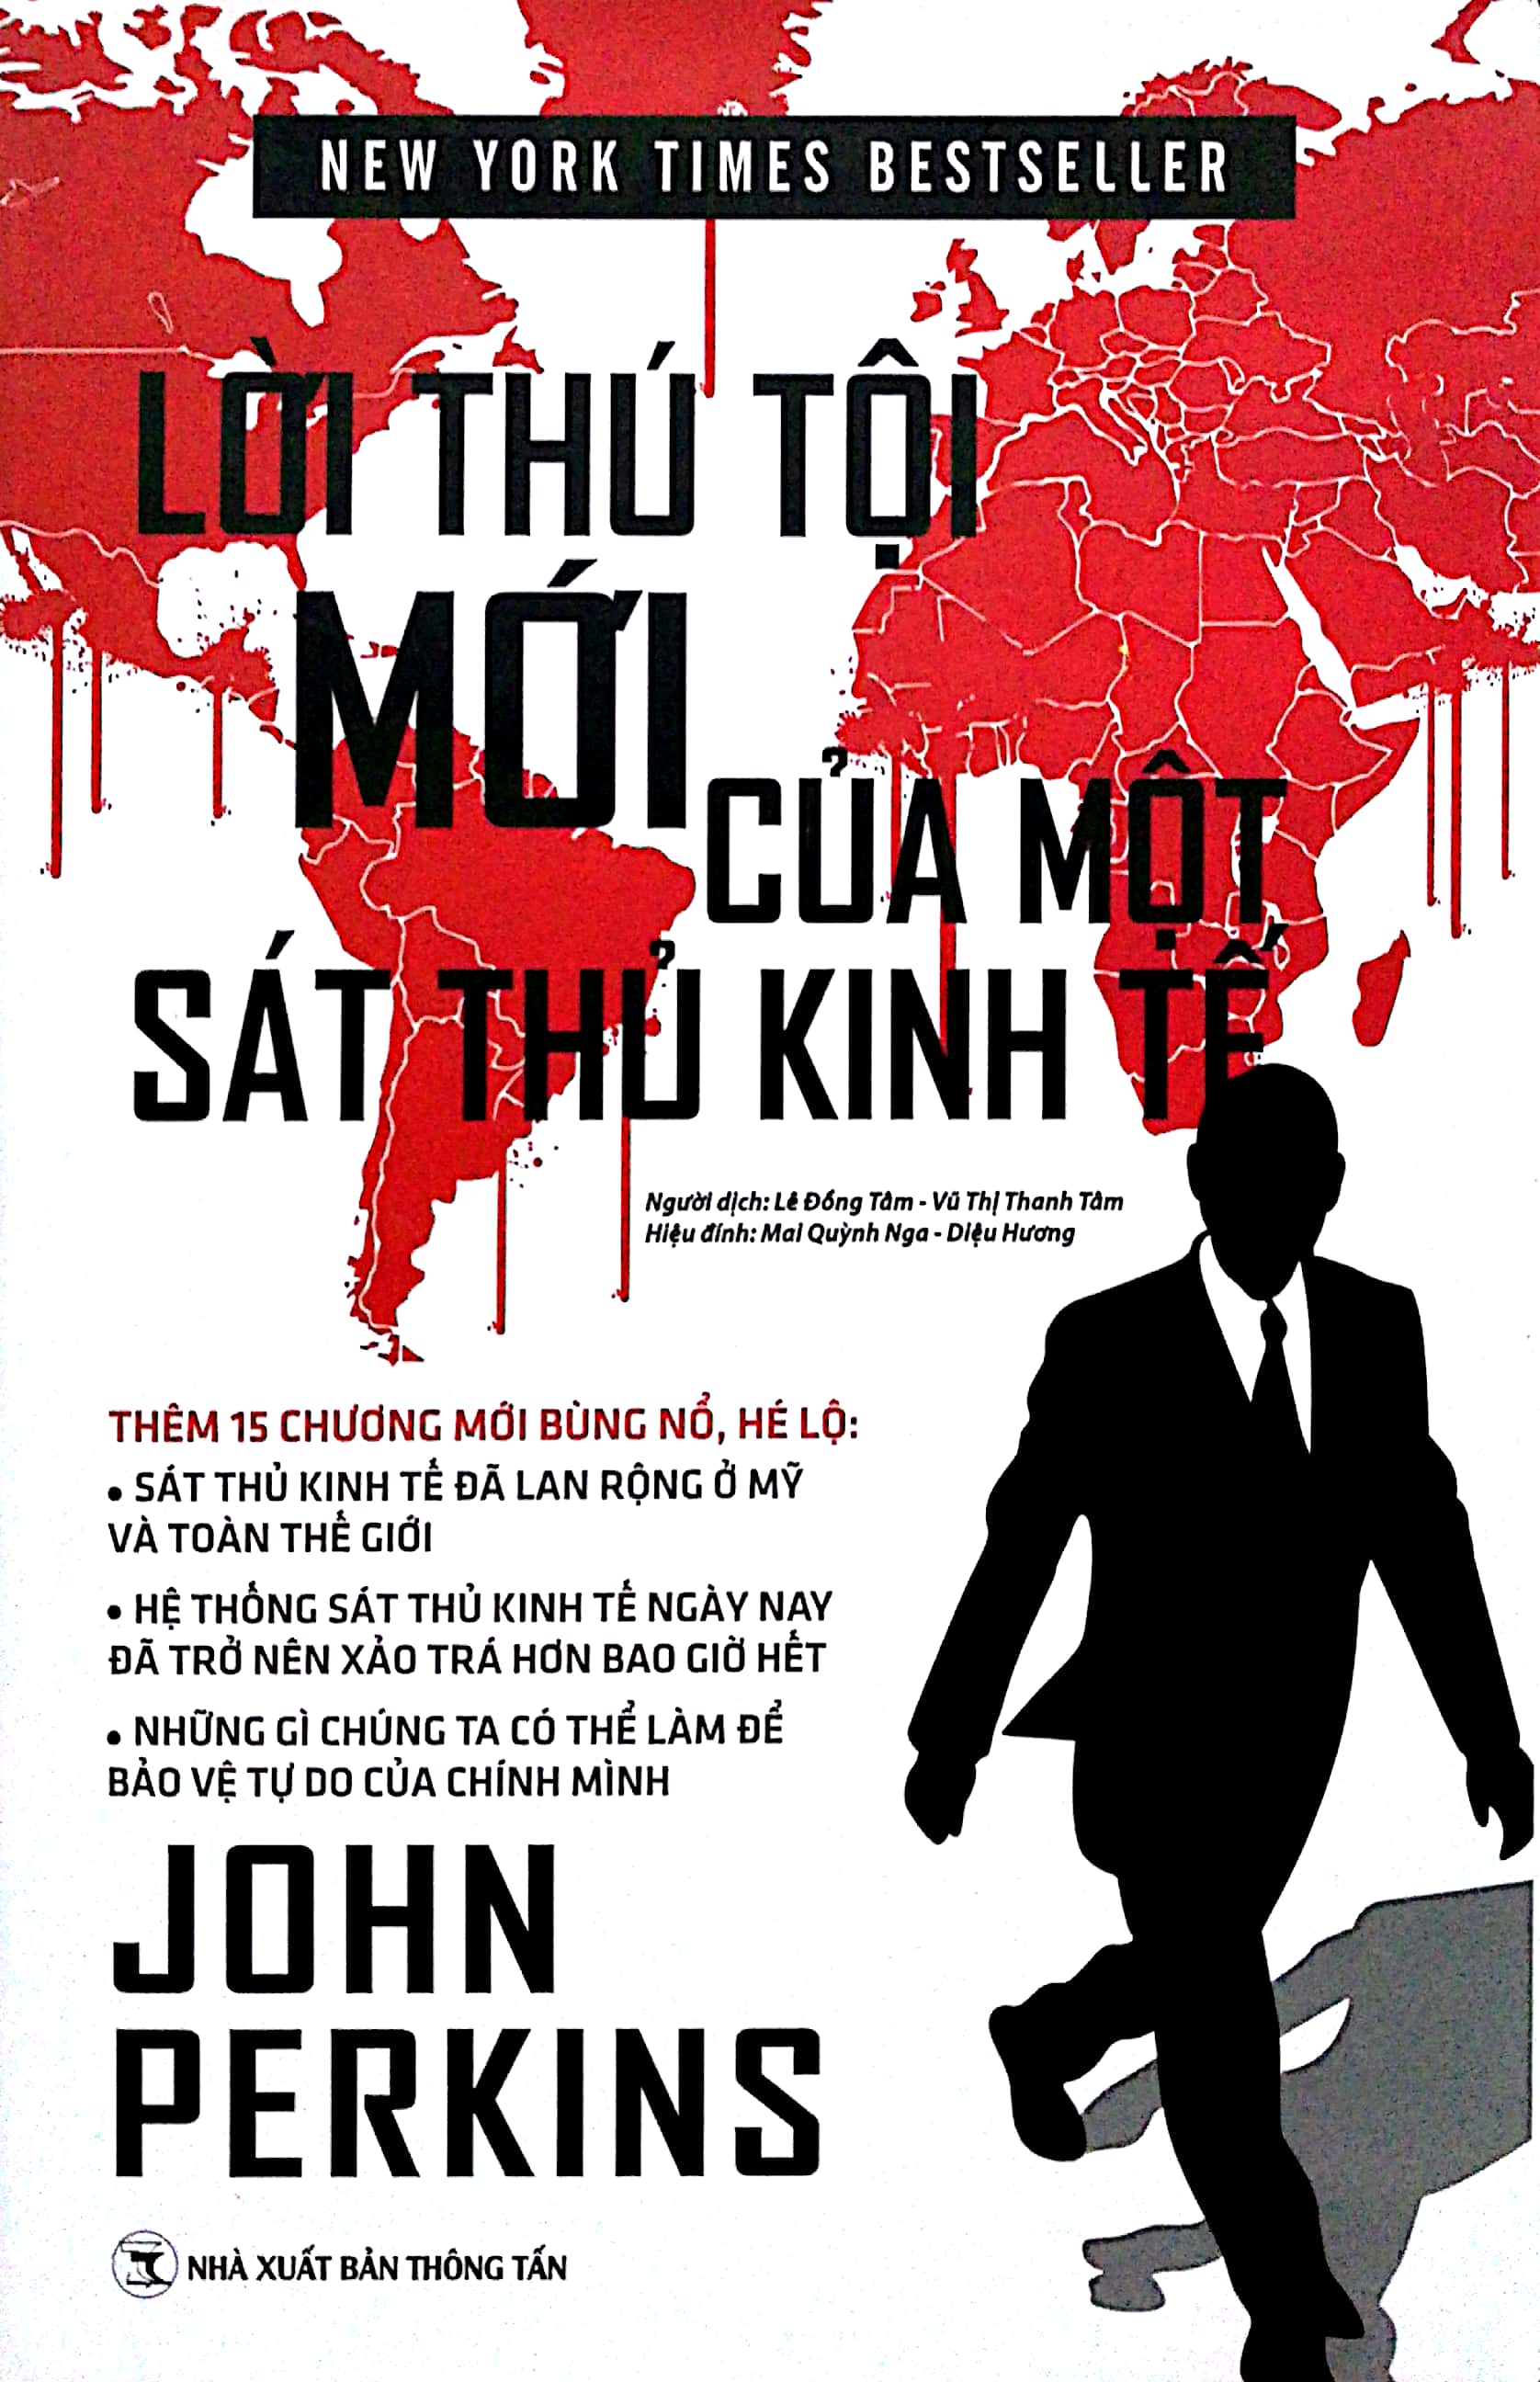 NEW YORK TIMES BESTSELLER
LỜI THÚ TỘI
MỚI
CỦA MỘT
SÁT THỦ KINH TẾ
Người dịch: Lê Đồng Tâm - Vũ Thị Thanh Tâm
Hiệu đính: Mai Quỳnh Nga - Diệu Hương
THÊM 15 CHƯƠNG MỚI BÙNG NỔ, HÉ LỘ:
• SÁT THỦ KINH TẾ ĐÃ LAN RỘNG Ở MỸ
VÀ TOÀN THẾ GIỚI
• HỆ THỐNG SÁT THỦ KINH TẾ NGÀY NAY
ĐÃ TRỞ NÊN XẢO TRÁ HƠN BAO GIỜ HẾT
• NHỮNG GÌ CHÚNG TA CÓ THỂ LÀM ĐỂ
BẢO VỆ TỰ DO CỦA CHÍNH MÌNH
JOHN
PERKINS
NHÀ XUẤT BẢN THÔNG TẤN